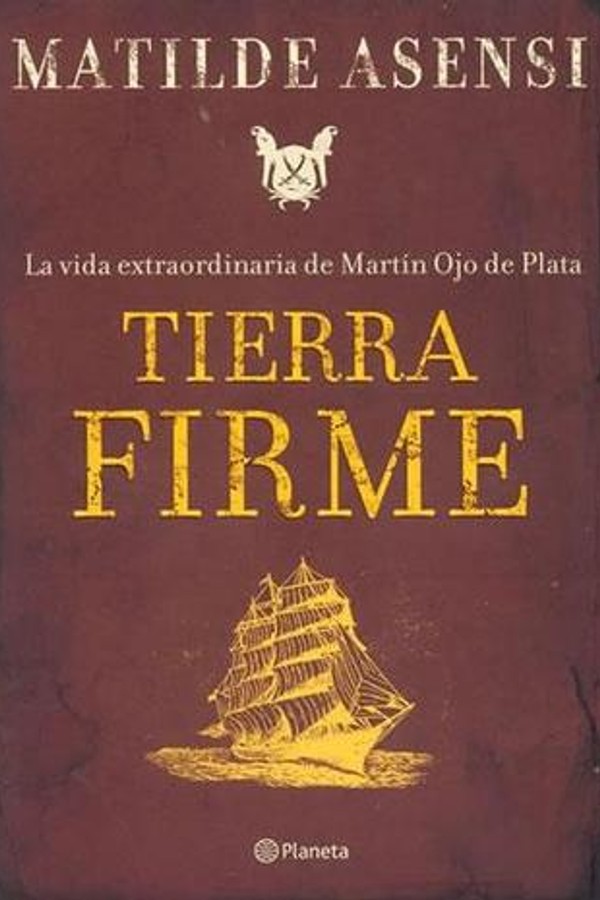 MATILDE ASENSI
La vida extraordinaria de Martín Ojo de Plata
TIERRA
FIRME
Planeta